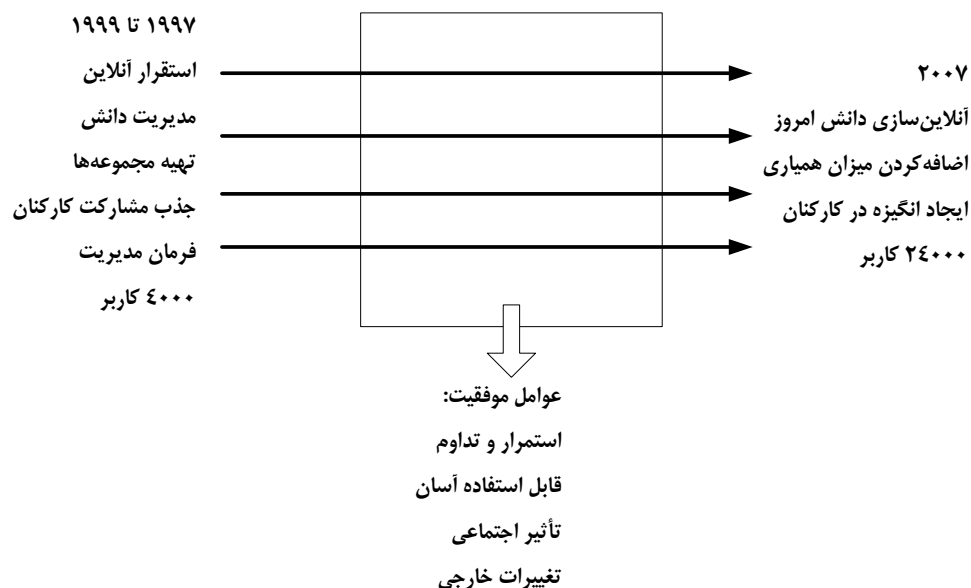 ۱۹۹۷ تا ۱۹۹۹
استقرار آنلاین
مدیریت دانش
تهیه مجموعه‌ها
جذب مشارکت کارکنان
فرمان مدیریت
۴۰۰۰ کاربر
۲۰۰۷
آنلاین‌سازی دانش امروز
اضافه‌کردن میزان همیاری
ایجاد انگیزه در کارکنان
۲۴۰۰۰ کاربر
عوامل موفقیت:
استمرار و تداوم
قابل استفاده آسان
تأثیر اجتماعی
تغییرات خارجی